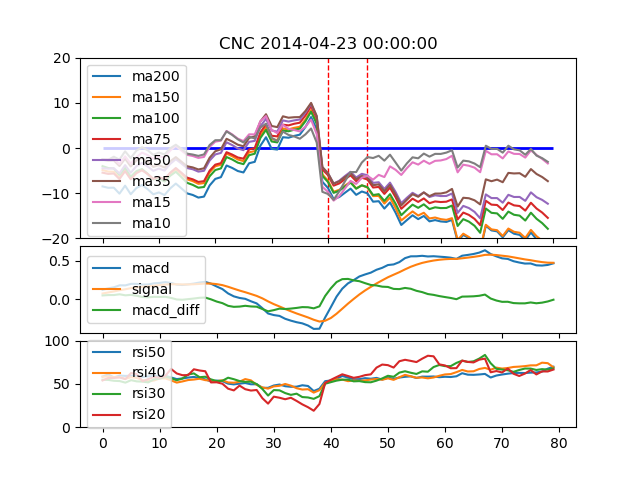 CNC 2014-04-23 00:00:00
20
10
0
−10
−20
ma200
ma150
ma100
ma75
ma50
ma35
ma15
ma10
0.5
0.0
macd
signal
macd_diff
100
50
0
rsi50
rsi40
rsi30
rsi20
0 10 20 30 40 50 60 70 80